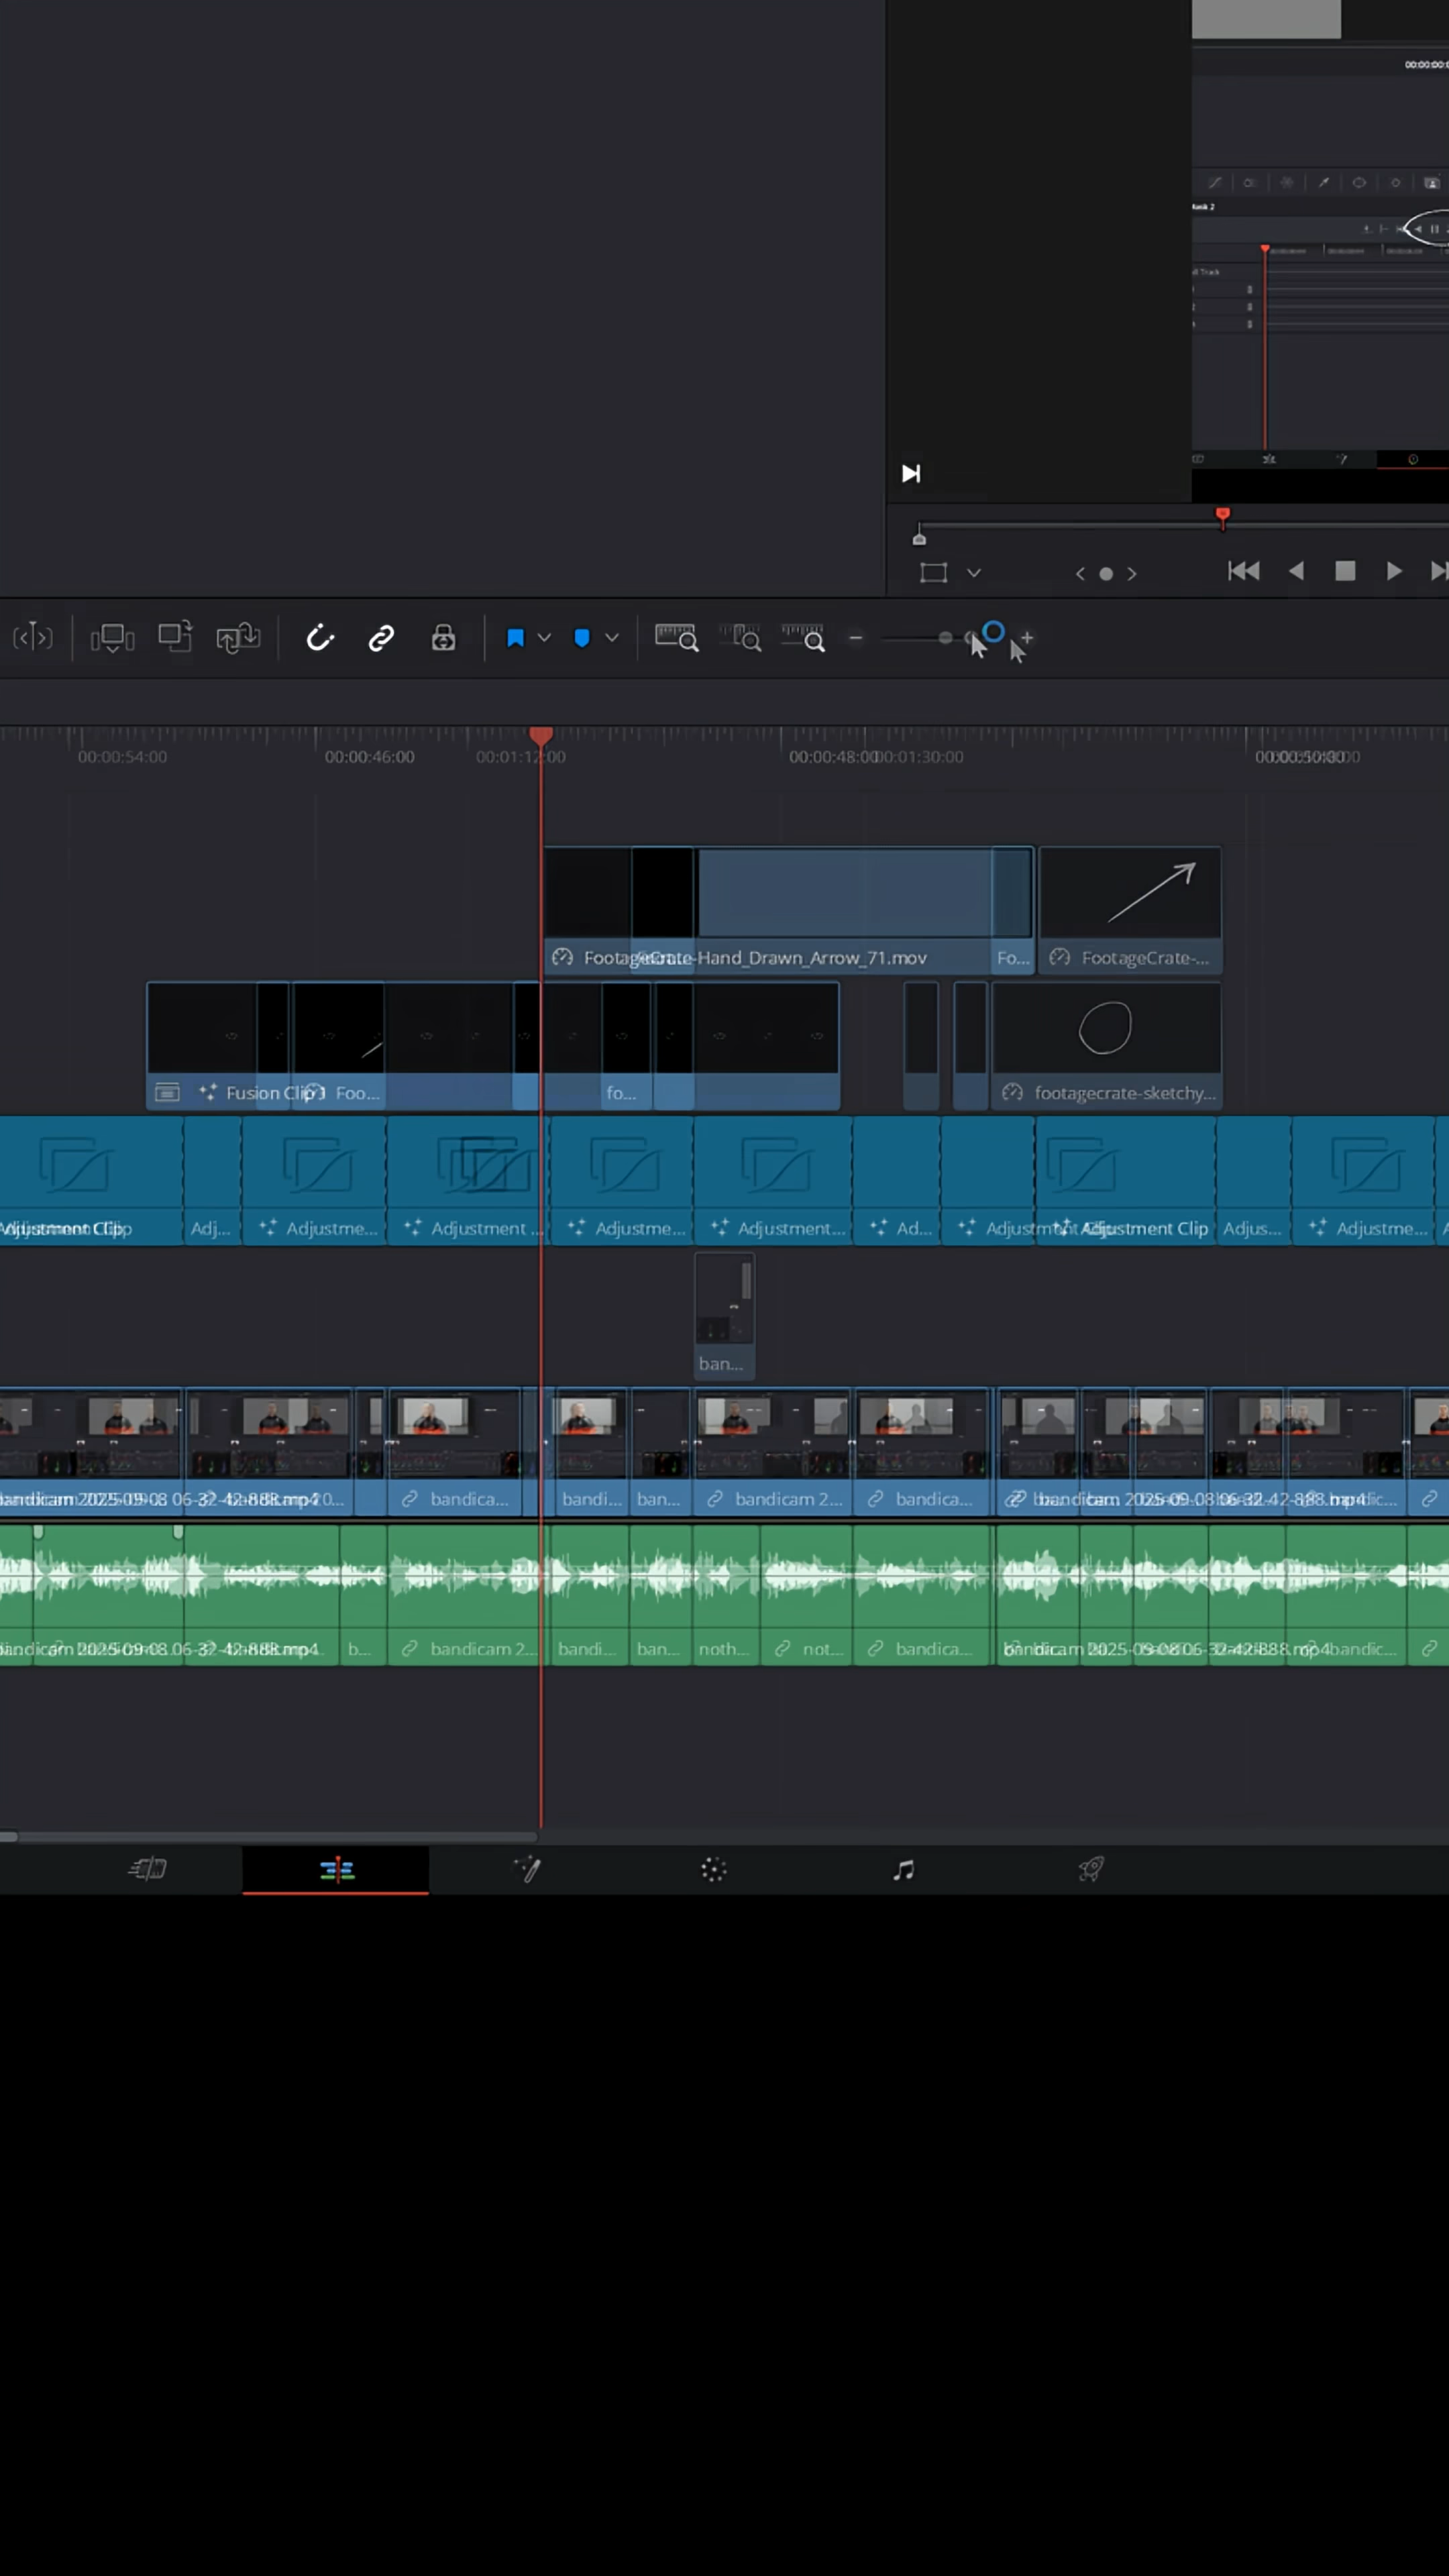 00:00:00:0
Mask 2
00:00:54:00 00:00:46:00 00:01:12:00 00:00:48:00 00:01:30:00 00:00:50:00
FootageCrate-Hand_Drawn_Arrow_71.mov Fo... FootageCrate-...
Fusion Clip 1 Foo... fo... footagecrate-sketchy...
Adjustment Clip Adj... Adjustme... Adjustment ... Adjustme... Adjustment... Ad... Adjustment Clip Adjus... Adjustme...
ban...
bandicam 2025-09-08 06-32-42-888.mp4 bandica... bandi... ban... bandicam 2... bandica... bandicam 2025-09-08 06-32-42-888.mp4
bandicam 2025-09-08 06-32-42-888.mp4 b... bandicam 2... bandi... ban... noth... not... bandica... bandicam 2025-09-08 06-32-42-888.mp4 bandic...